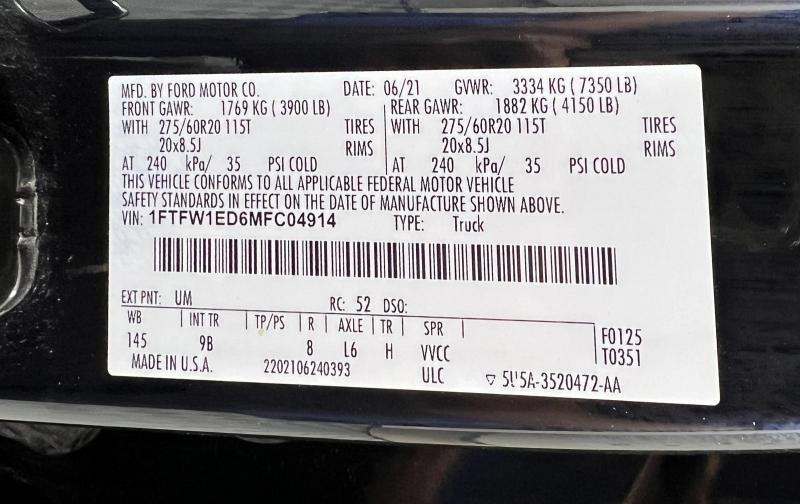 MFD. BY FORD MOTOR CO. DATE: 06/21 GVWR: 3334 KG ( 7350 LB)
FRONT GAWR: 1769 KG ( 3900 LB) REAR GAWR: 1882 KG ( 4150 LB)
WITH 275/60R20 115T TIRES WITH 275/60R20 115T TIRES
20x8.5J RIMS 20x8.5J RIMS
AT 240 kPa/ 35 PSI COLD AT 240 kPa/ 35 PSI COLD
THIS VEHICLE CONFORMS TO ALL APPLICABLE FEDERAL MOTOR VEHICLE
SAFETY STANDARDS IN EFFECT ON THE DATE OF MANUFACTURE SHOWN ABOVE.
VIN: 1FTFW1ED6MFC04914 TYPE: Truck
EXT PNT: UM RC: 52 DSO:
WB INT TR TP/PS R AXLE TR SPR
145 9B 8 L6 H VVCC F0125
MADE IN U.S.A. 2202106240393 ULC T0351